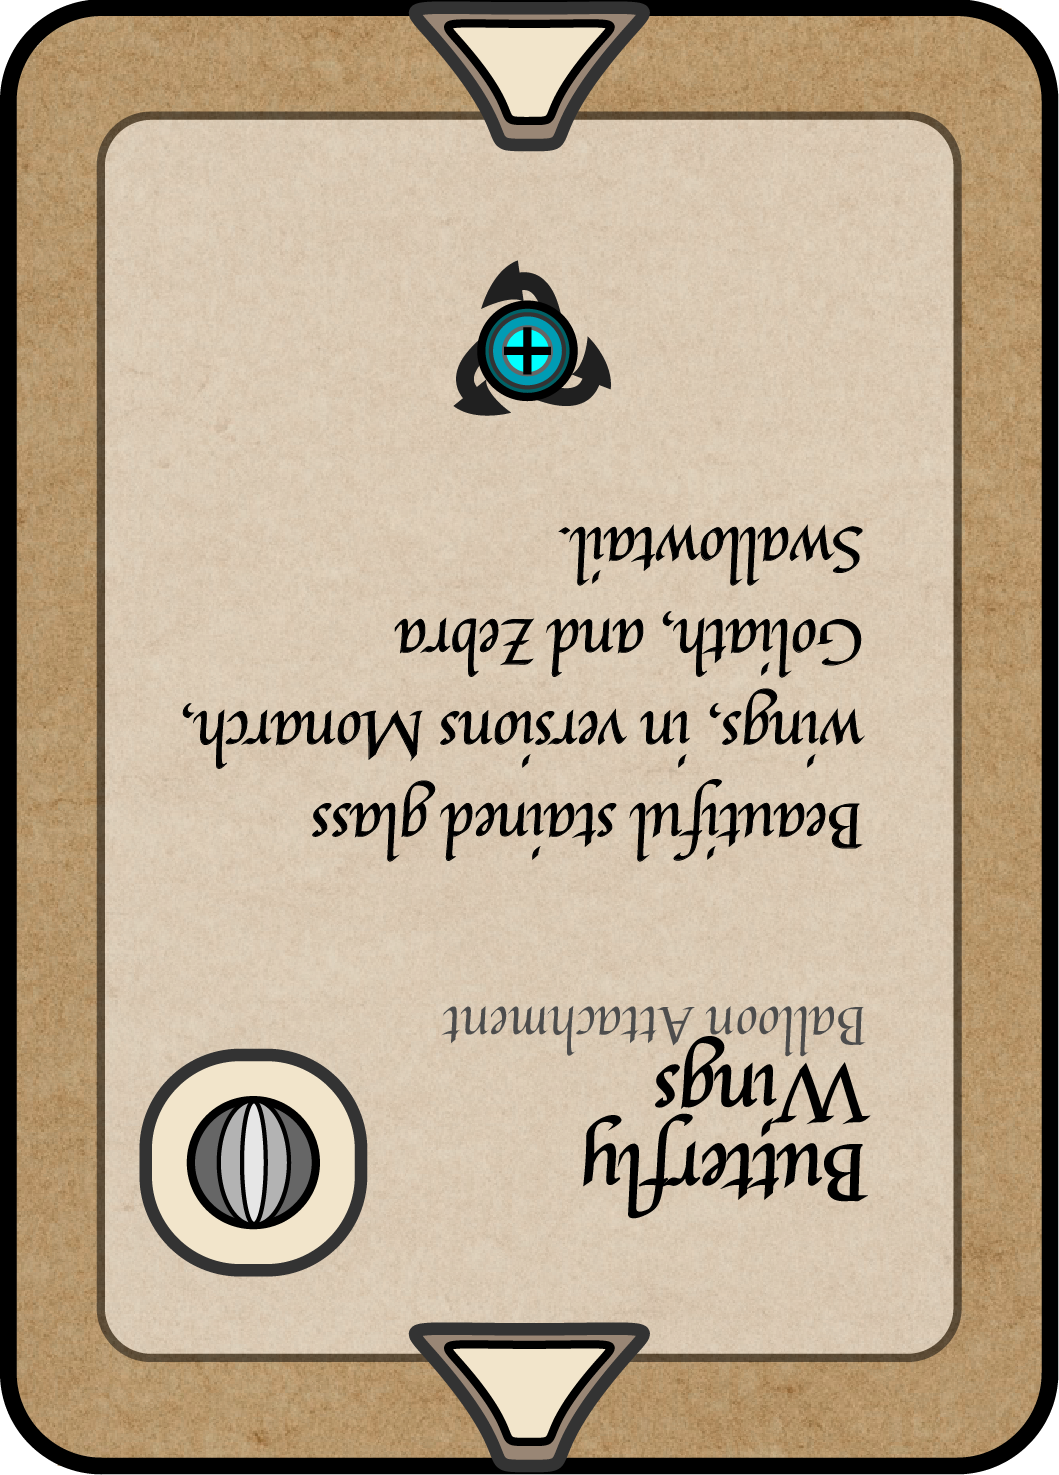 Butterfly
Wings
Balloon Attachment
Beautiful stained glass
wings, in versions Monarch,
Goliath, and Zebra
Swallowtail.